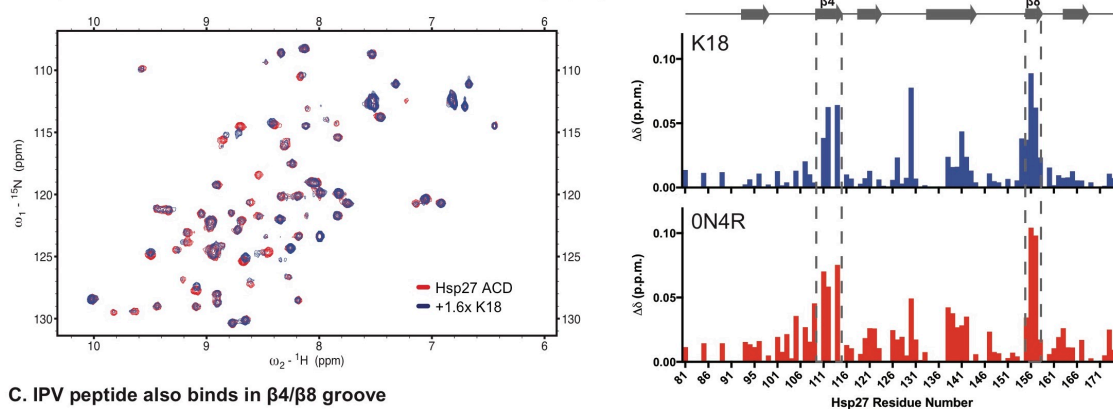 10 9 8 7 6
110 110
115 115
120 120
125 125
130 130
10 9 8 7 6
ω1 - 15N (ppm)
ω2 - 1H (ppm)
Hsp27 ACD
+1.6x K18
β4 β8
K18
0.10
0.05
0.00
Δδ (p.p.m.)
0N4R
0.10
0.05
0.00
Δδ (p.p.m.)
81 86 91 96 101 106 111 116 121 126 131 136 141 146 151 156 161 166 171
Hsp27 Residue Number
C. IPV peptide also binds in β4/β8 groove